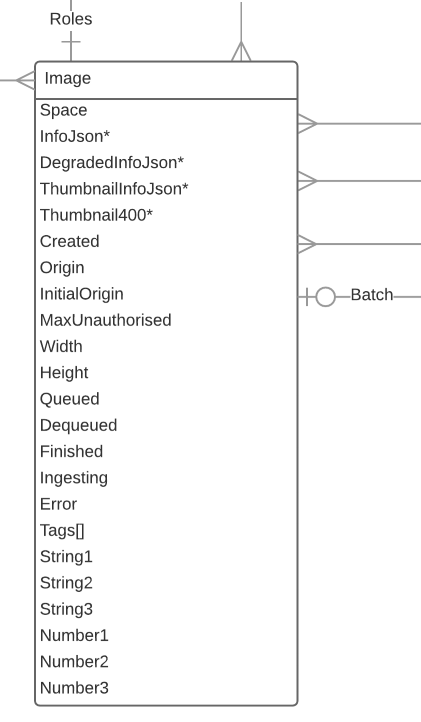 Roles
Image
Space
InfoJson*
DegradedInfoJson*
ThumbnailInfoJson*
Thumbnail400*
Created
Origin
InitialOrigin
Batch
MaxUnauthorised
Width
Height
Queued
Dequeued
Finished
Ingesting
Error
Tags[]
String1
String2
String3
Number1
Number2
Number3